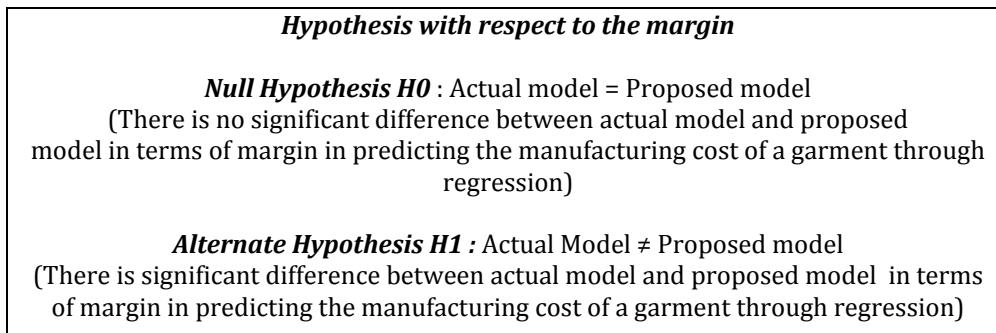 Hypothesis with respect to the margin
Null Hypothesis H0 : Actual model = Proposed model
(There is no significant difference between actual model and proposed
model in terms of margin in predicting the manufacturing cost of a garment through
regression)
Alternate Hypothesis H1 : Actual Model ≠ Proposed model
(There is significant difference between actual model and proposed model in terms
of margin in predicting the manufacturing cost of a garment through regression)